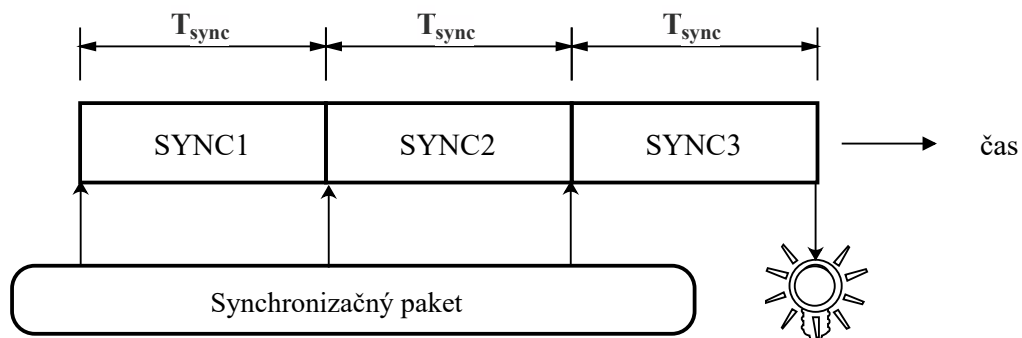 Tsync Tsync Tsync
SYNC1 SYNC2 SYNC3 čas
Synchronizačný paket